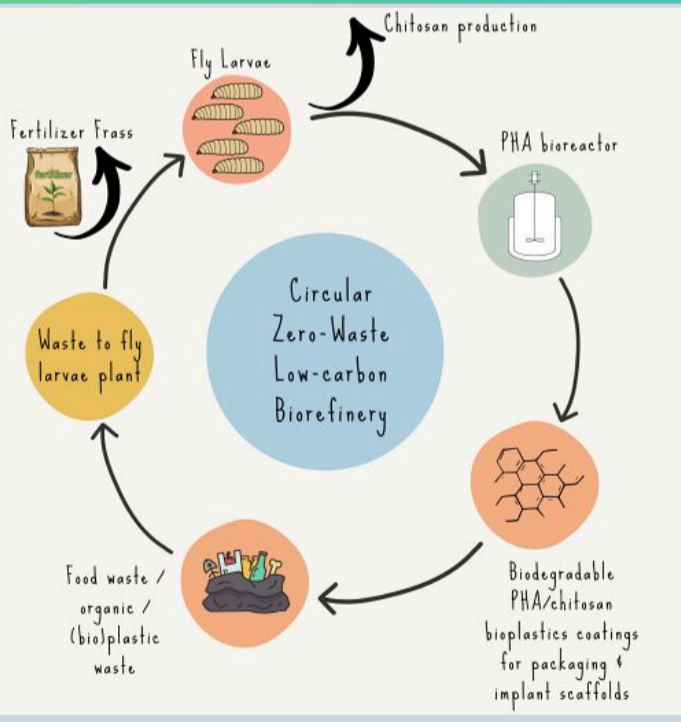 Chitosan production
Fly Larvae
Fertilizer Frass
fertilizer
PHA bioreactor
Circular
Zero-Waste
Low-carbon
Biorefinery
Waste to fly
larvae plant
Food waste /
organic /
(bio)plastic
waste
Biodegradable
PHA/chitosan
bioplastics coatings
for packaging &
implant scaffolds